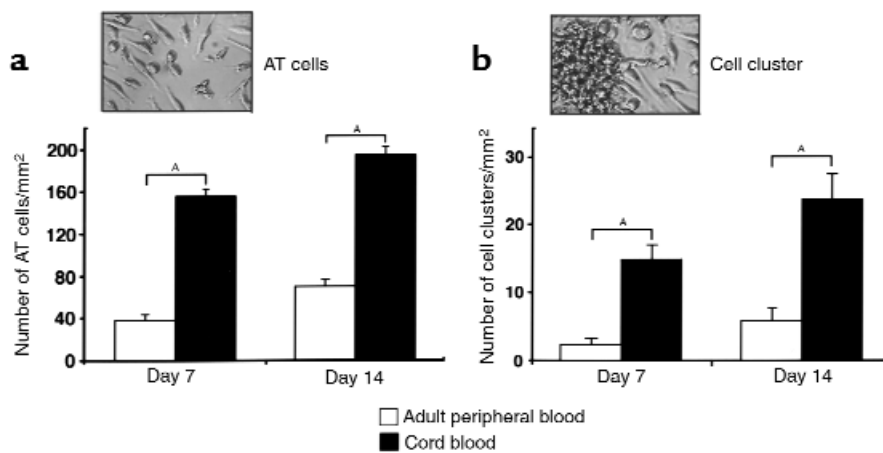 a
AT cells
Number of AT cells/mm²
200
160
120
80
40
0
A
A
Day 7
Day 14
b
Cell cluster
Number of cell clusters/mm²
30
20
10
0
A
A
Day 7
Day 14
Adult peripheral blood
Cord blood